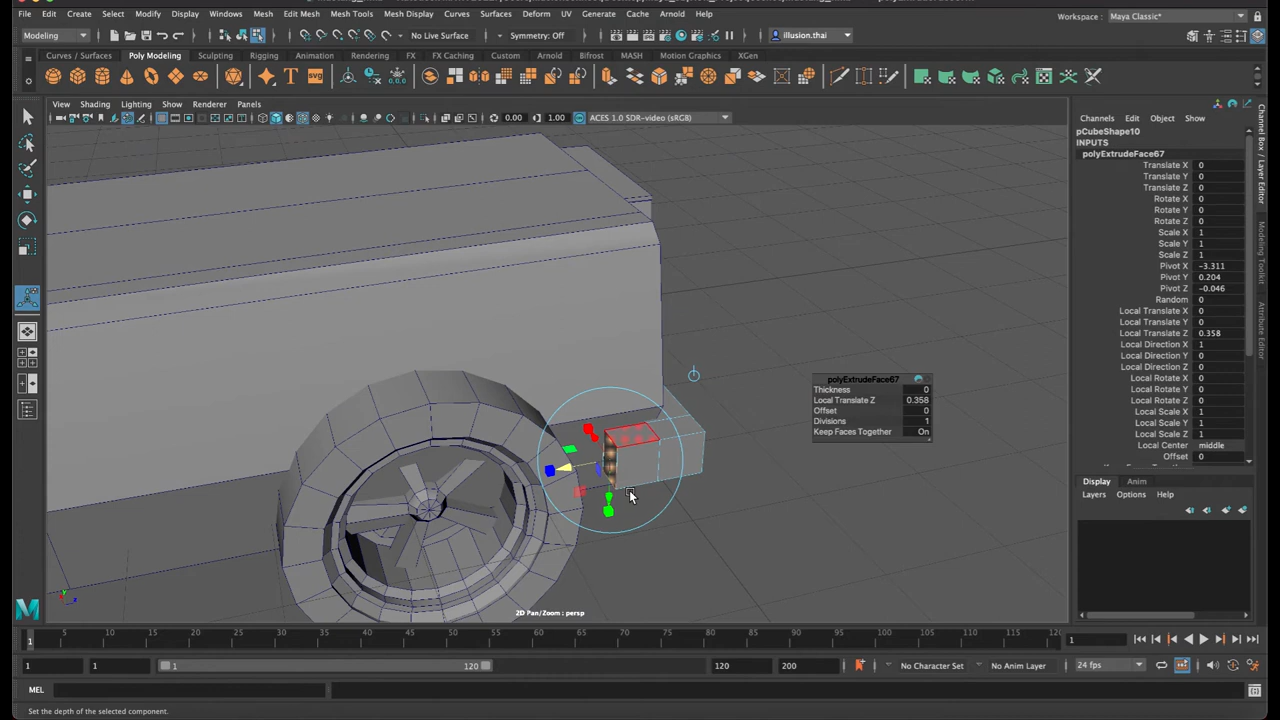 File Edit Create Select Modify Display Windows Mesh Edit Mesh Mesh Tools Mesh Display Curves Surfaces Deform UV Generate Cache Arnold Help
Workspace : Maya Classic*
Modeling
No Live Surface
Symmetry: Off
illusion.thai
Curves / Surfaces Poly Modeling Sculpting Rigging Animation Rendering FX FX Caching Custom Arnold Bifrost MASH Motion Graphics XGen
View Shading Lighting Show Renderer Panels
0.00 1.00 ACES 1.0 SDR-video (sRGB)
Channels Edit Object Show
pCubeShape10
INPUTS
polyExtrudeFace67
Translate X 0
Translate Y 0
Translate Z 0
Rotate X 0
Rotate Y 0
Rotate Z 0
Scale X 1
Scale Y 1
Scale Z 1
Pivot X -3.311
Pivot Y 0.204
Pivot Z -0.046
Random 0
Local Translate X 0
Local Translate Y 0
Local Translate Z 0.358
Local Direction X 1
Local Direction Y 0
Local Direction Z 0
Local Rotate X 0
Local Rotate Y 0
Local Rotate Z 0
Local Scale X 1
Local Scale Y 1
Local Scale Z 1
Local Center middle
Offset 0
Channel Box / Layer Editor
Modeling Toolkit
Attribute Editor
polyExtrudeFace67
Thickness 0
Local Translate Z 0.358
Offset 0
Divisions 1
Keep Faces Together On
Display Anim
Layers Options Help
2D Pan/Zoom : persp
5 10 15 20 25 30 35 40 45 50 55 60 65 70 75 80 85 90 95 100 105 110 115 120
1
1
1 1 1 120 120 200
No Character Set
No Anim Layer
24 fps
MEL
Set the depth of the selected component.